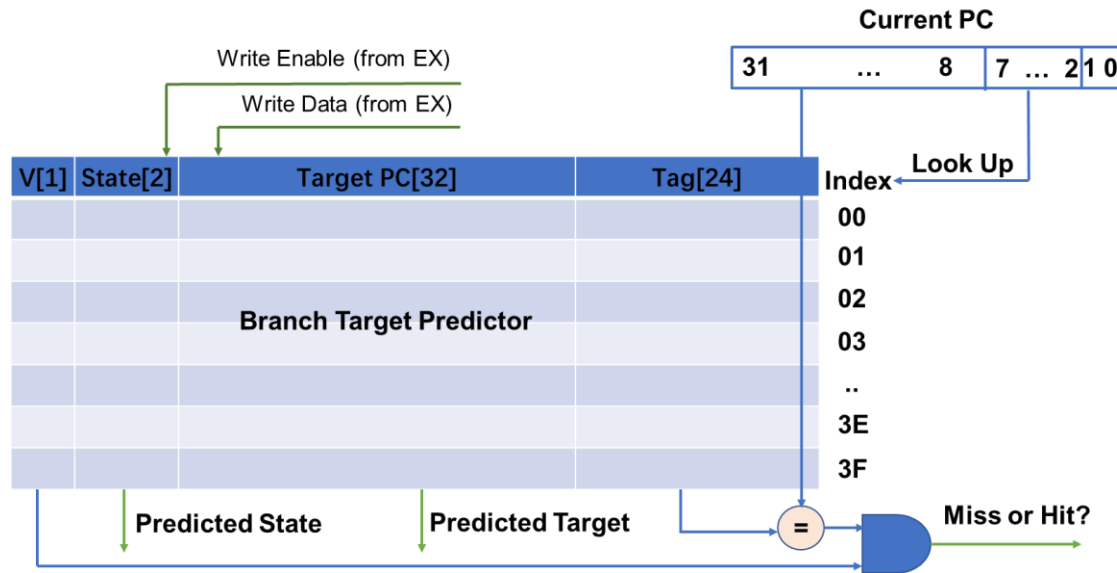 Current PC
Write Enable (from EX)
31 ... 8 7 ... 2 1 0
Write Data (from EX)
V[1] State[2] Target PC[32] Tag[24] Index Look Up
00
01
02
Branch Target Predictor
03
..
3E
3F
Predicted State Predicted Target = Miss or Hit?